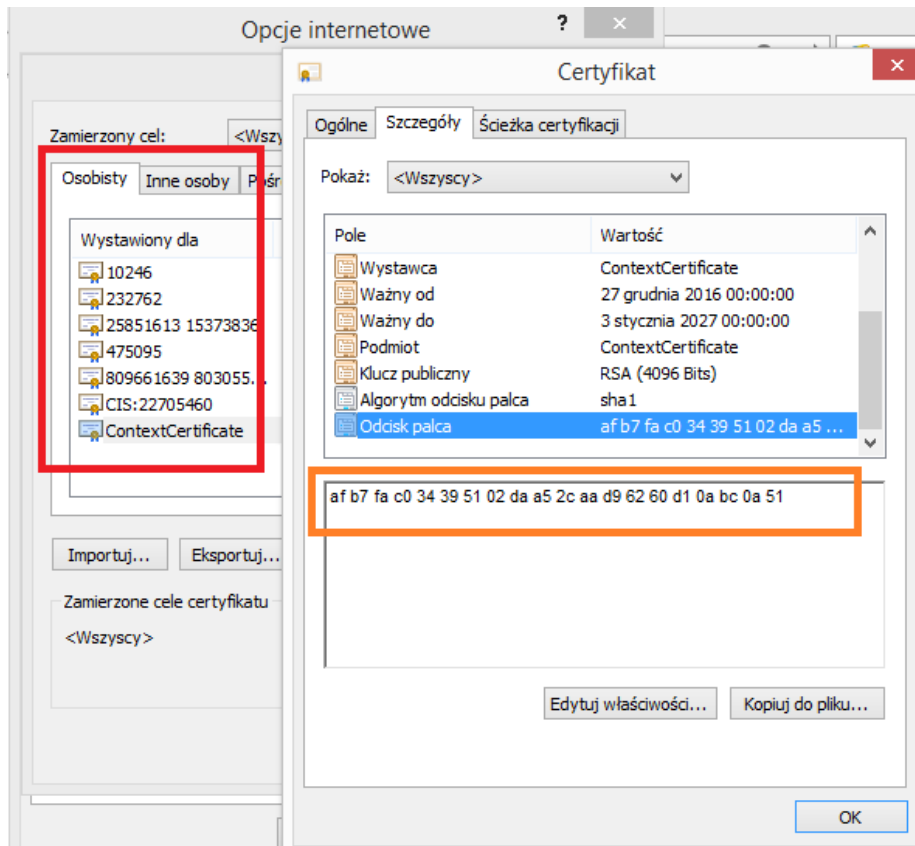 Opcje internetowe
?
Certyfikat
Zamierzony cel:
Osobisty Inne osoby
Wystawiony dla
10246
232762
25851613 15373836
475095
809661639 803055...
CIS:22705460
ContextCertificate
Importuj... Eksportuj...
Zamierzone cele certyfikatu
<Wszyscy>
Ogólne Szczegóły Ścieżka certyfikacji
Pokaż: <Wszyscy>
Pole Wartość
Wystawca ContextCertificate
Ważny od 27 grudnia 2016 00:00:00
Ważny do 3 stycznia 2027 00:00:00
Podmiot ContextCertificate
Klucz publiczny RSA (4096 Bits)
Algorytm odcisku palca sha1
Odcisk palca af b7 fa c0 34 39 51 02 da a5 ...
af b7 fa c0 34 39 51 02 da a5 2c aa d9 62 60 d1 0a bc 0a 51
Edytuj właściwości... Kopiuj do pliku...
OK